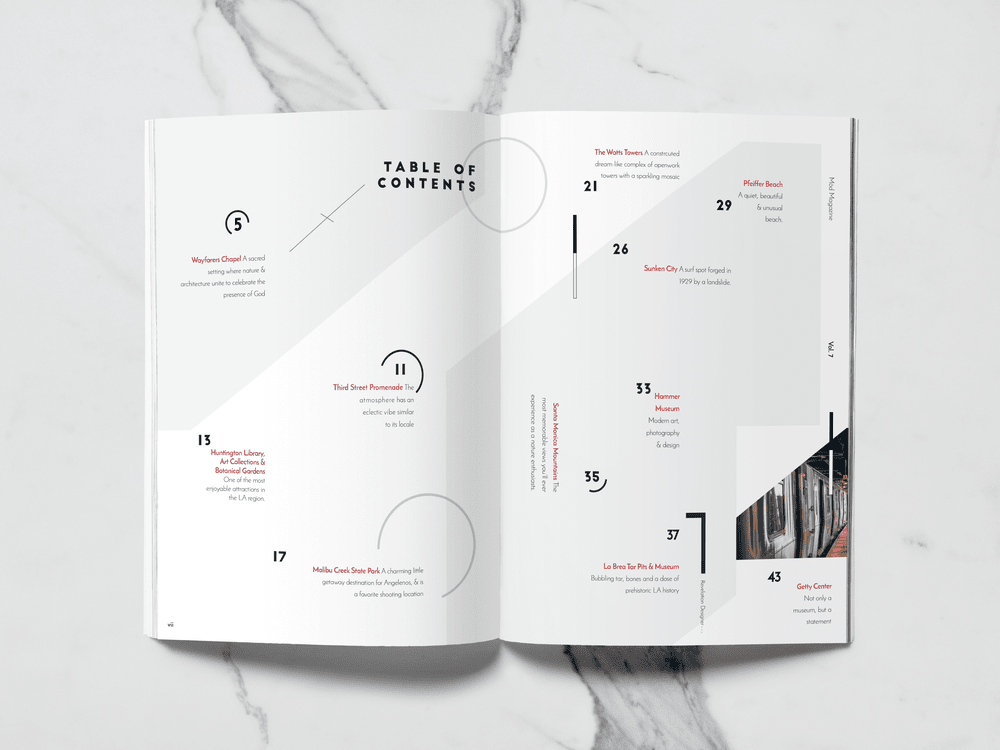 TABLE OF
CONTENTS
5
Wayfarers Chapel A sacred
setting where nature &
architecture unite to celebrate the
presence of God
11
Third Street Promenade The
atmosphere has an
eclectic vibe similar
to its locale
13
Huntington Library,
Art Collections &
Botanical Gardens
One of the most
enjoyable attractions in
the LA region.
17
Malibu Creek State Park A charming little
getaway destination for Angelenos, & is
a favorite shooting location
vii
The Watts Towers A constrcuted
dream-like complex of openwork
towers with a sparkling mosaic
21
Pfeiffer Beach
A quiet, beautiful
& unusual
beach.
29
26
Sunken City A surf spot forged in
1929 by a landslide.
33
Hammer
Museum
Modern art,
photography
& design
Santa Monica Mountains The
most memorable views you'll ever
experience as a nature enthusiasts.
35
37
La Brea Tar Pits & Museum
Bubbling tar, bones and a dose of
prehistoric LA history
43
Getty Center
Not only a
museum, but a
statement
Mod Magazine
Vol. 7
Revelation Designer ...